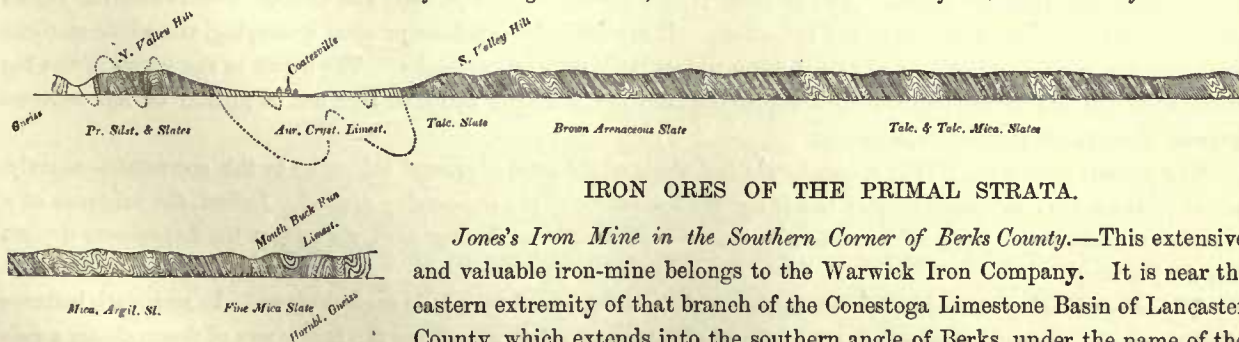 N. Valley Hill
Coatesville
S. Valley Hill
Gneiss
Pr. Silst. & Slates
Aur. Cryst. Limest.
Talc. Slate
Brown Arenaceous Slate
Talc. & Talc. Mica. Slates
IRON ORES OF THE PRIMAL STRATA.
Mouth Buck Run
Limest.
Mica. Argil. Sl.
Fine Mica Slate
Hornbl. Gneiss
Jones's Iron Mine in the Southern Corner of Berks County.—This extensive
and valuable iron-mine belongs to the Warwick Iron Company. It is near th
eastern extremity of that branch of the Conestoga Limestone Basin of Lancaster
County, which extends into the southern angle of Berks, under the name of the